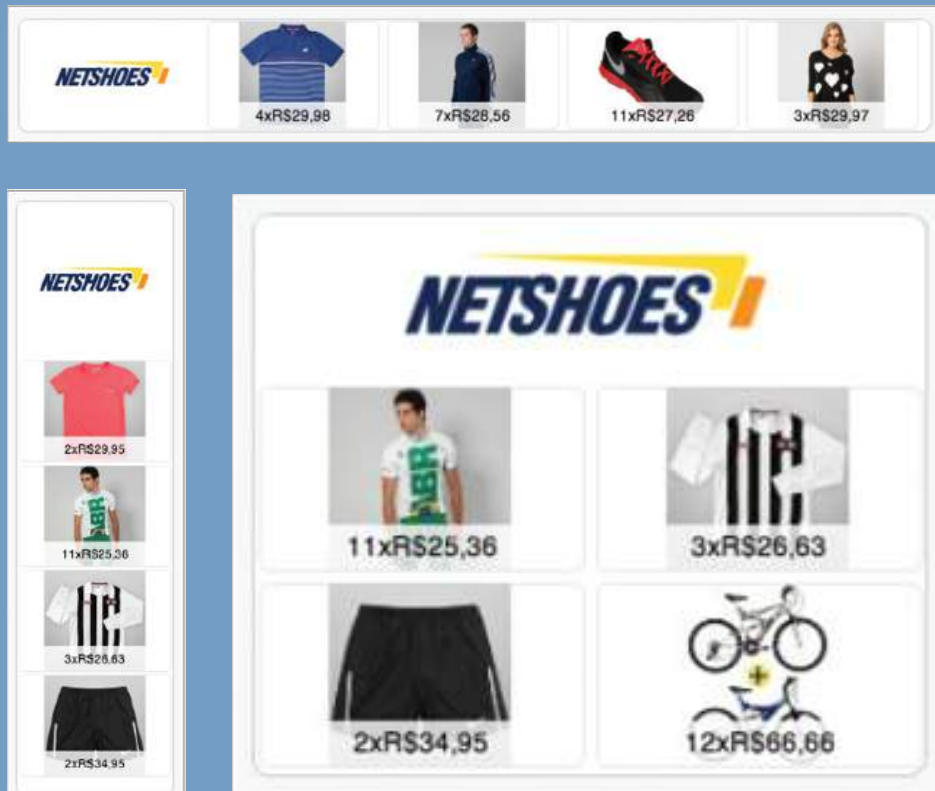 NETSHOES
4xR$29,98
7xR$28,56
11xR$27,26
3xR$29,97
NETSHOES
2xR$29,95
11xR$25,36
3xR$26,63
2xR$34,95
NETSHOES
11xR$25,36
3xR$26,63
2xR$34,95
12xR$66,66